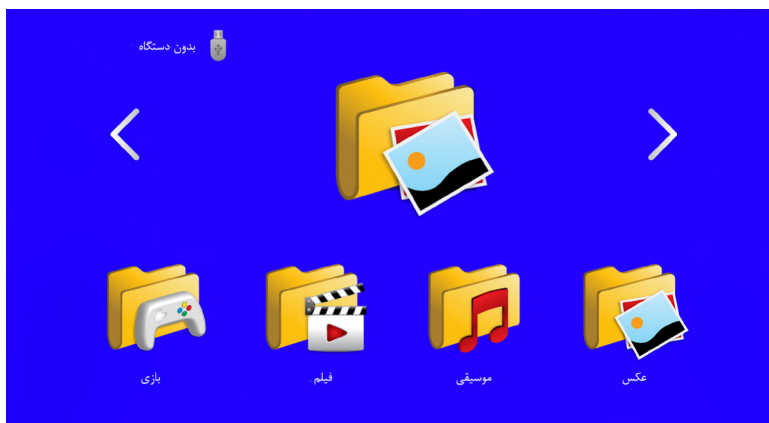 بدون دستگاه
عکس
موسیقی
فیلم
بازی